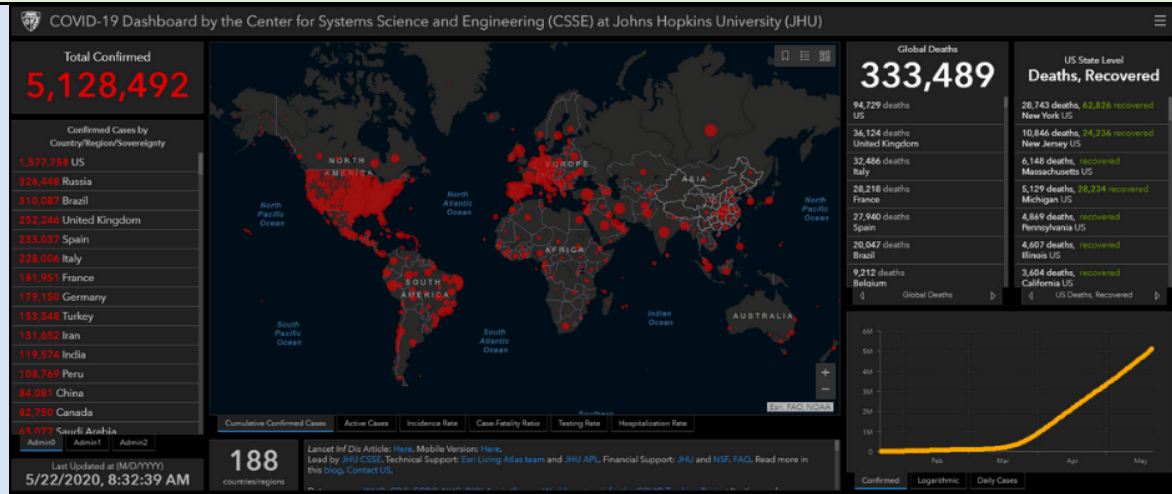 COVID-19 Dashboard by the Center for Systems Science and Engineering (CSSE) at Johns Hopkins University (JHU)
Total Confirmed
5,128,492
Confirmed Cases by
Country/Region/Sovereignty
1,577,758 US
326,448 Russia
310,087 Brazil
252,246 United Kingdom
233,037 Spain
228,006 Italy
181,951 France
179,150 Germany
153,548 Turkey
131,652 Iran
119,574 India
108,769 Peru
84,081 China
82,750 Canada
65,077 Saudi Arabia
Admin0
Admin1
Admin2
Last Updated at (M/D/YYYY)
5/22/2020, 8:32:39 AM
NORTH
AMERICA
EUROPE
ASIA
North
Pacific
Ocean
North
Atlantic
Ocean
North
Pacific
Ocean
AFRICA
SOUTH
AMERICA
Indian
Ocean
AUSTRALIA
South
Pacific
Ocean
South
Atlantic
Ocean
+
−
Esri, FAO, NOAA
Cumulative Confirmed Cases
Active Cases
Incidence Rate
Case-Fatality Ratio
Testing Rate
Hospitalization Rate
188
countries/regions
Lancet Inf Dis Article: Here. Mobile Version: Here.
Lead by JHU CSSE. Technical Support: Esri Living Atlas team and JHU APL. Financial Support: JHU and NSF. FAQ. Read more in
this blog. Contact US.
Global Deaths
333,489
94,729 deaths
US
36,124 deaths
United Kingdom
32,486 deaths
Italy
28,218 deaths
France
27,940 deaths
Spain
20,047 deaths
Brazil
9,212 deaths
Belgium
Global Deaths
US State Level
Deaths, Recovered
28,743 deaths, 62,826 recovered
New York US
10,846 deaths, 24,236 recovered
New Jersey US
6,148 deaths, recovered
Massachusetts US
5,129 deaths, 28,234 recovered
Michigan US
4,869 deaths, recovered
Pennsylvania US
4,607 deaths, recovered
Illinois US
3,604 deaths, recovered
California US
US Deaths, Recovered
6M
5M
4M
3M
2M
1M
0
Feb
Mar
Apr
May
Confirmed
Logarithmic
Daily Cases